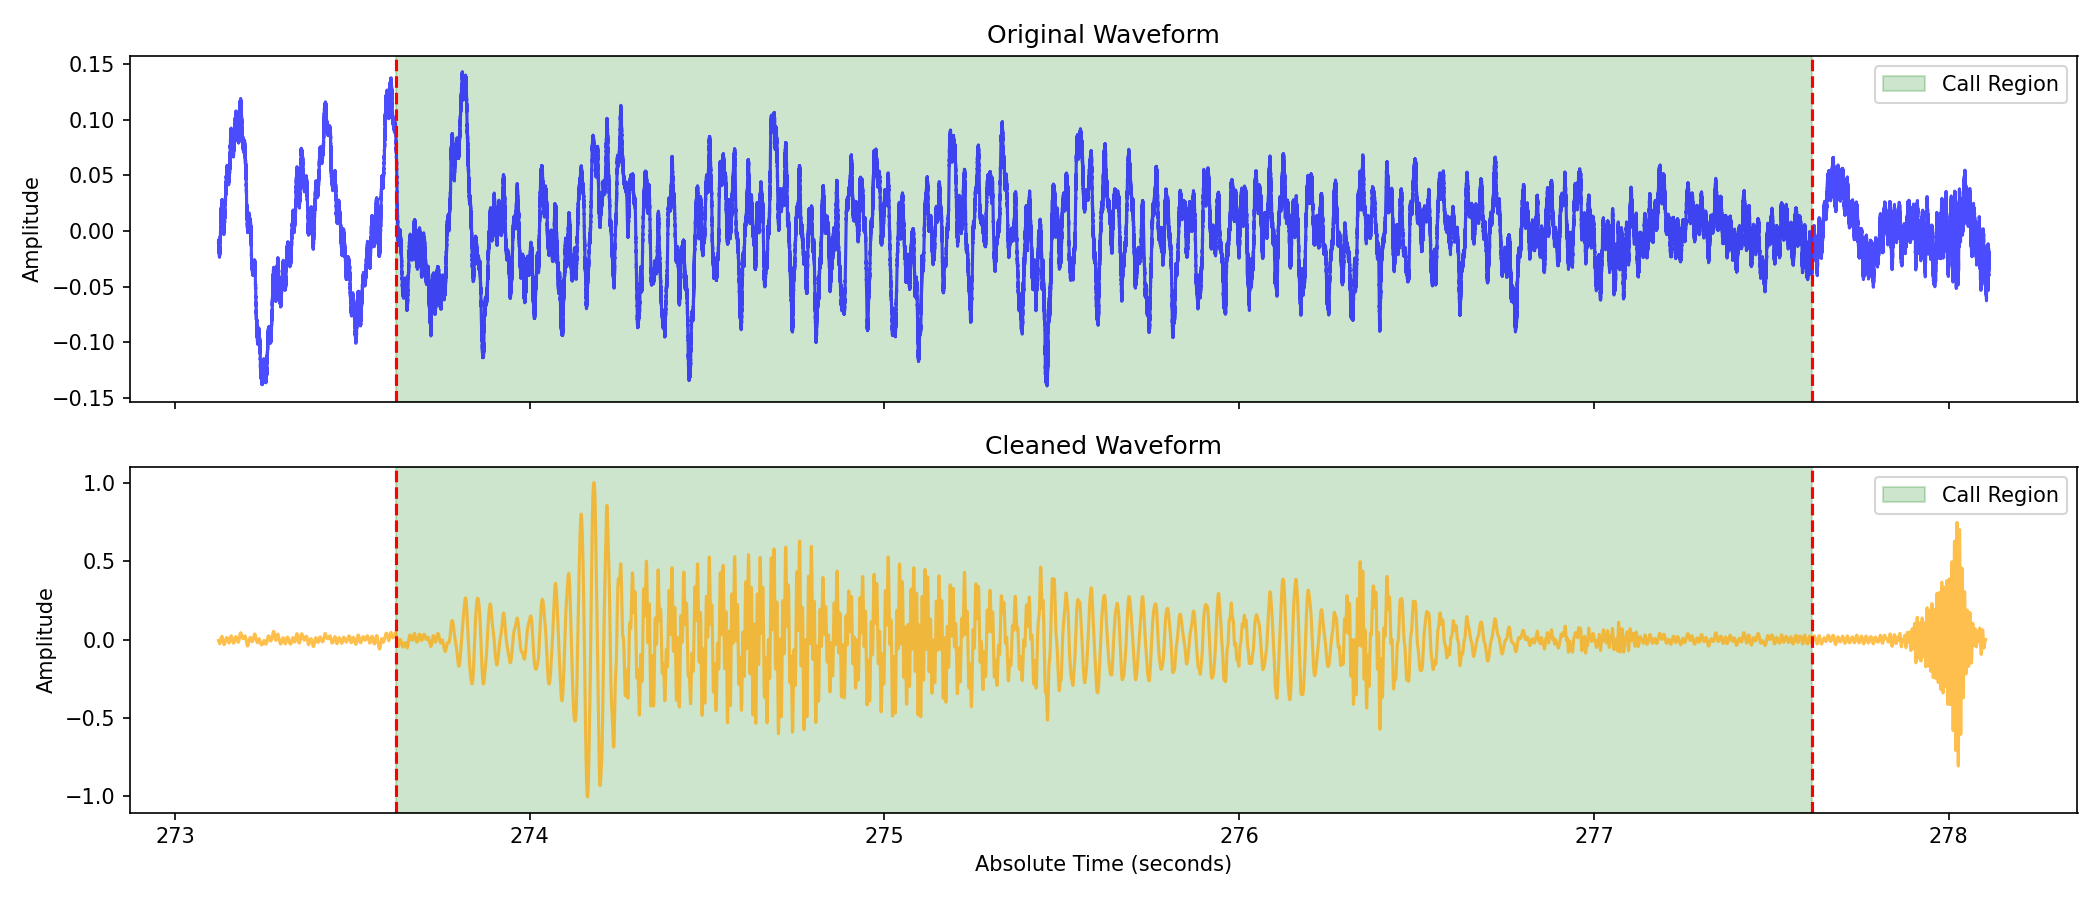 Original Waveform
Call Region
Amplitude
0.15
0.10
0.05
0.00
−0.05
−0.10
−0.15
Cleaned Waveform
Call Region
Amplitude
1.0
0.5
0.0
−0.5
−1.0
273 274 275 276 277 278
Absolute Time (seconds)